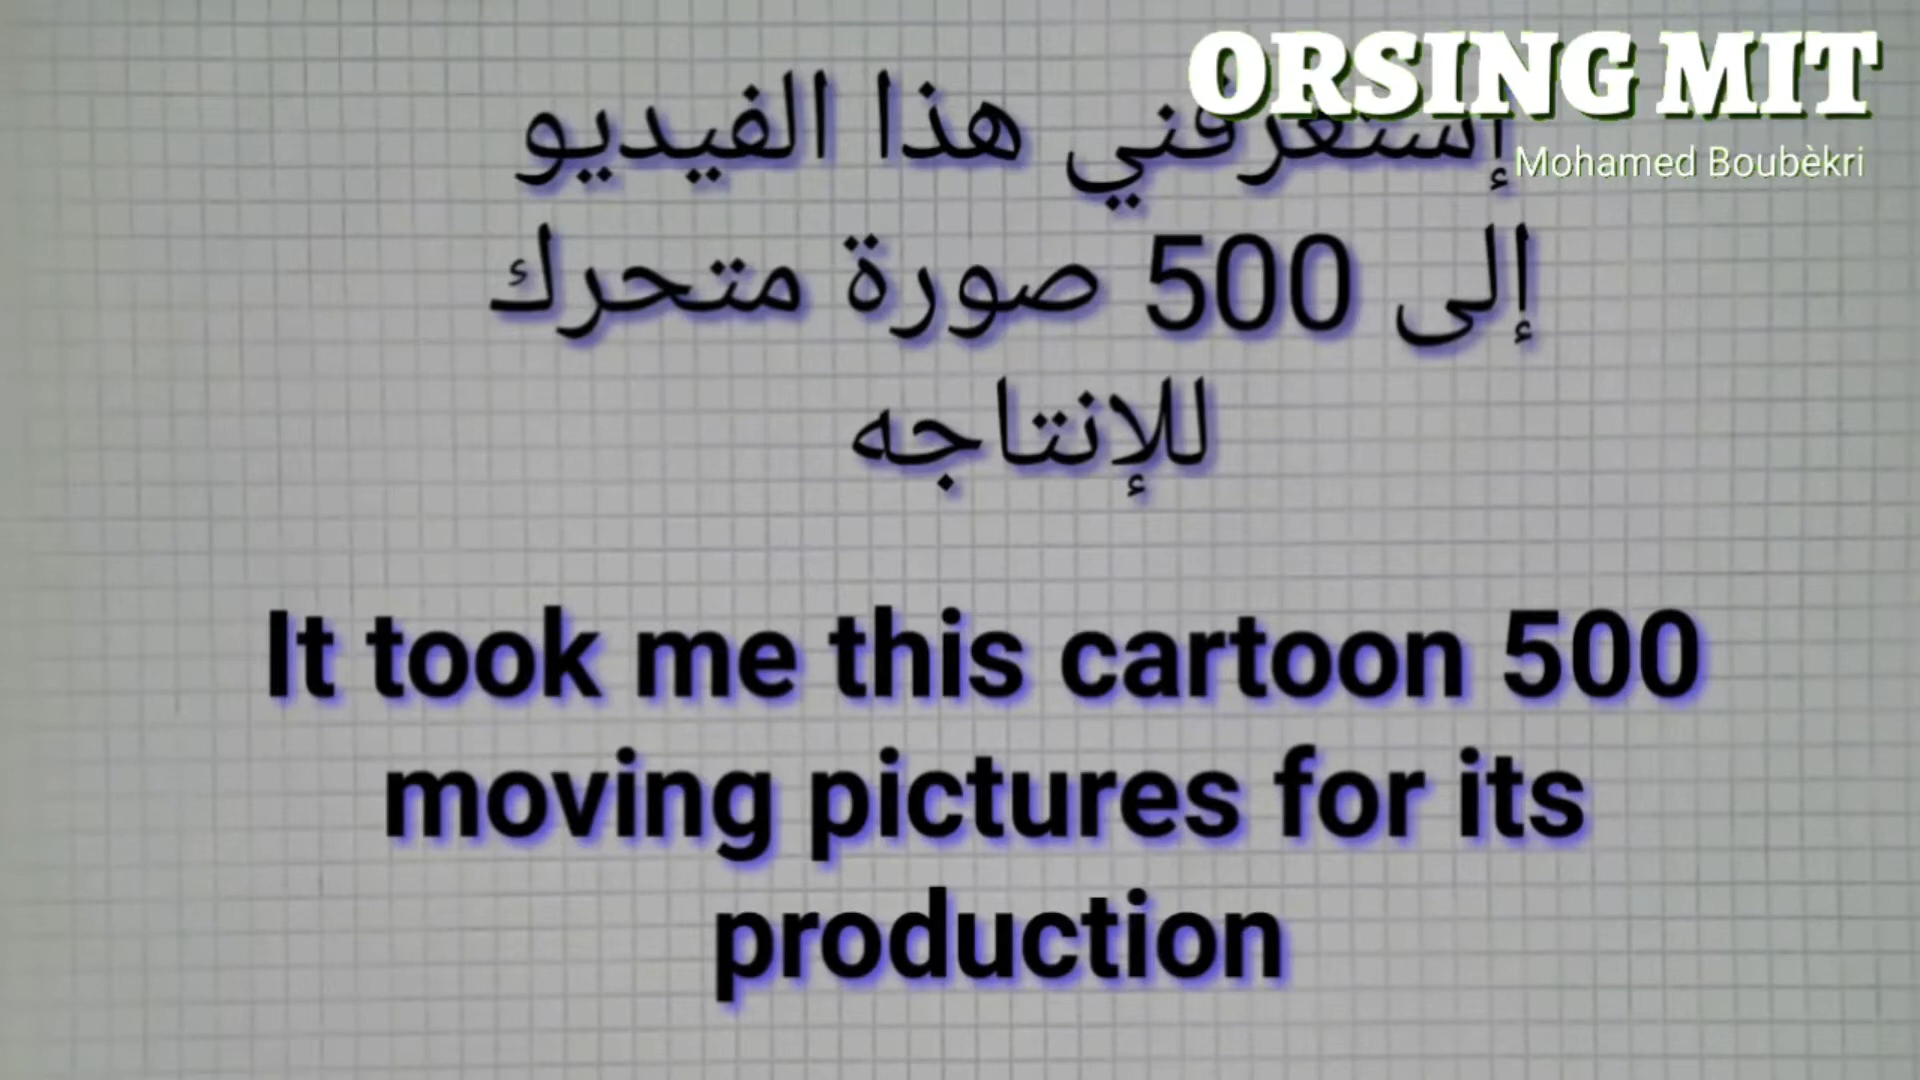 ORSING MIT
Mohamed Boubèkri
إستغرقني هذا الفيديو
إلى 500 صورة متحرك
للإنتاجه
It took me this cartoon 500
moving pictures for its
production